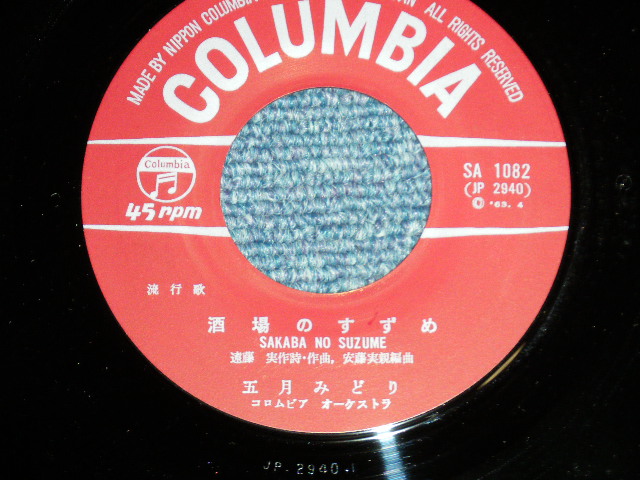 MADE BY NIPPON COLUMBIA
ALL RIGHTS RESERVED
COLUMBIA
Columbia
45 rpm
SA 1082
(JP 2940)
Ⓟ '63. 4
流行歌
酒場のすずめ
SAKABA NO SUZUME
遠藤 実作詩・作曲, 安藤実親編曲
五月みどり
コロムビア オーケストラ
JP. 2940.1